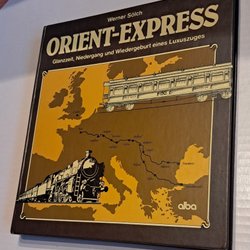 Werner Sölch
ORIENT-EXPRESS
Glanzzeit, Niedergang und Wiedergeburt eines Luxuszuges
alba